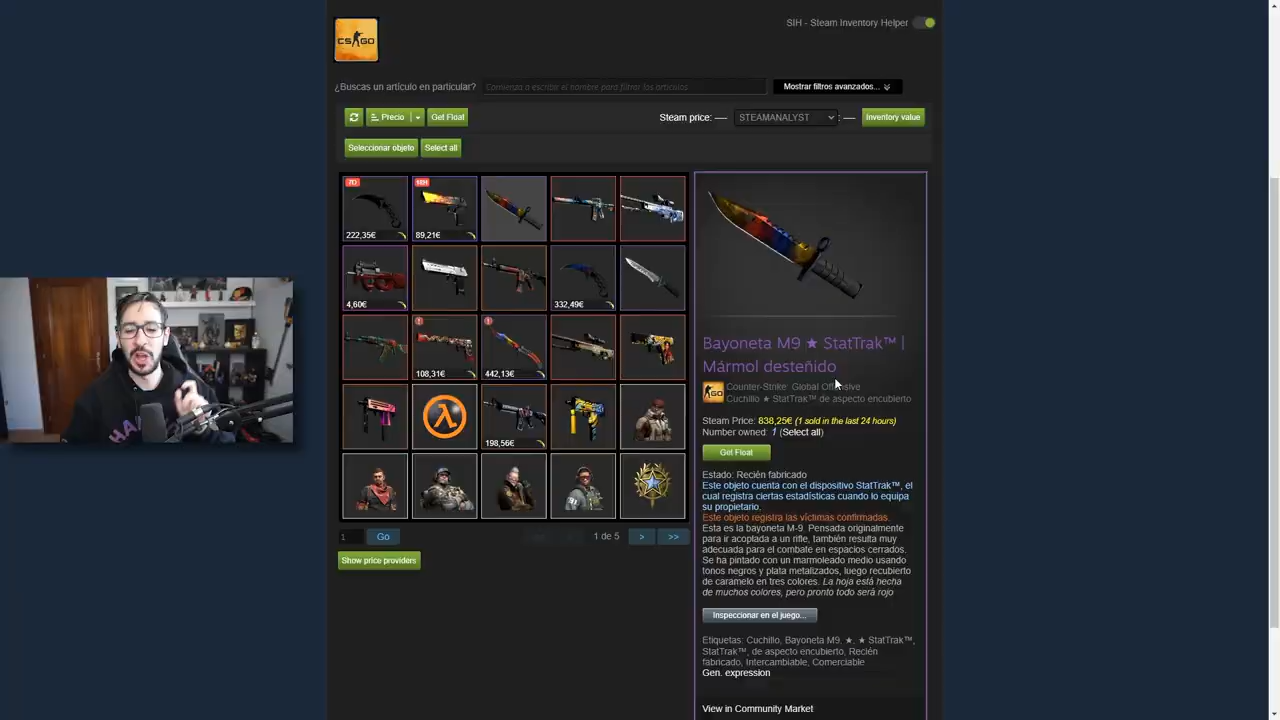 SIH - Steam Inventory Helper
CS GO
¿Buscas un artículo en particular?
Comienza a escribir el nombre para filtrar los artículos
Mostrar filtros avanzados...
Precio
Get Float
Steam price: —
STEAMANALYST
: —
Inventory value
Seleccionar objeto
Select all
7D
222,35€
89,21€
4,60€
332,49€
108,31€
442,13€
198,56€
1
Go
1 de 5
>
>>
Show price providers
Bayoneta M9 ★ StatTrak™ |
Mármol desteñido
Counter-Strike: Global Offensive
Cuchillo ★ StatTrak™ de aspecto encubierto
Steam Price: 838,25€ (1 sold in the last 24 hours)
Number owned: 1 (Select all)
Get Float
Estado: Recién fabricado
Este objeto cuenta con el dispositivo StatTrak™, el
cual registra ciertas estadísticas cuando lo equipa
su propietario.
Este objeto registra las víctimas confirmadas.
Esta es la bayoneta M-9. Pensada originalmente
para ir acoplada a un rifle, también resulta muy
adecuada para el combate en espacios cerrados.
Se ha pintado con un marmoleado medio usando
tonos negros y plata metalizados, luego recubierto
de caramelo en tres colores. La hoja está hecha
de muchos colores, pero pronto todo será rojo
Inspeccionar en el juego...
Etiquetas: Cuchillo, Bayoneta M9, ★, ★ StatTrak™,
StatTrak™, de aspecto encubierto, Recién
fabricado, Intercambiable, Comerciable
Gen. expression
View in Community Market